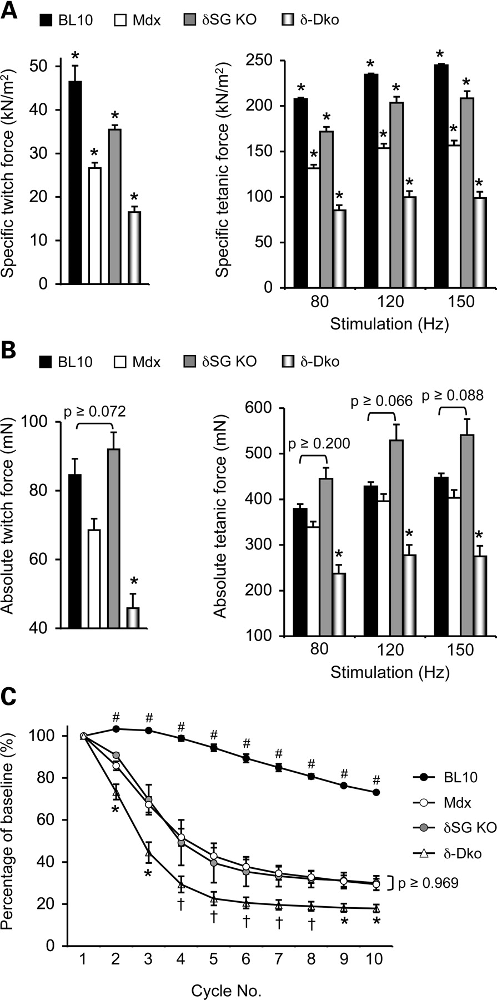 A
BL10 Mdx δSG KO δ-Dko
Specific twitch force (kN/m²)
50
40
30
20
10
0
* * * *
Specific tetanic force (kN/m²)
250
200
150
100
50
0
* * * *
* * * *
* * * *
80 120 150
Stimulation (Hz)
B
BL10 Mdx δSG KO δ-Dko
Absolute twitch force (mN)
p ≥ 0.072
100
80
60
40
*
Absolute tetanic force (mN)
600
500
400
300
200
100
p ≥ 0.200
p ≥ 0.066
p ≥ 0.088
* * *
80 120 150
Stimulation (Hz)
C
Percentage of baseline (%)
100
80
60
40
20
0
# # # # # # # # #
* * † † † † † * *
p ≥ 0.969
BL10
Mdx
δSG KO
δ-Dko
1 2 3 4 5 6 7 8 9 10
Cycle No.